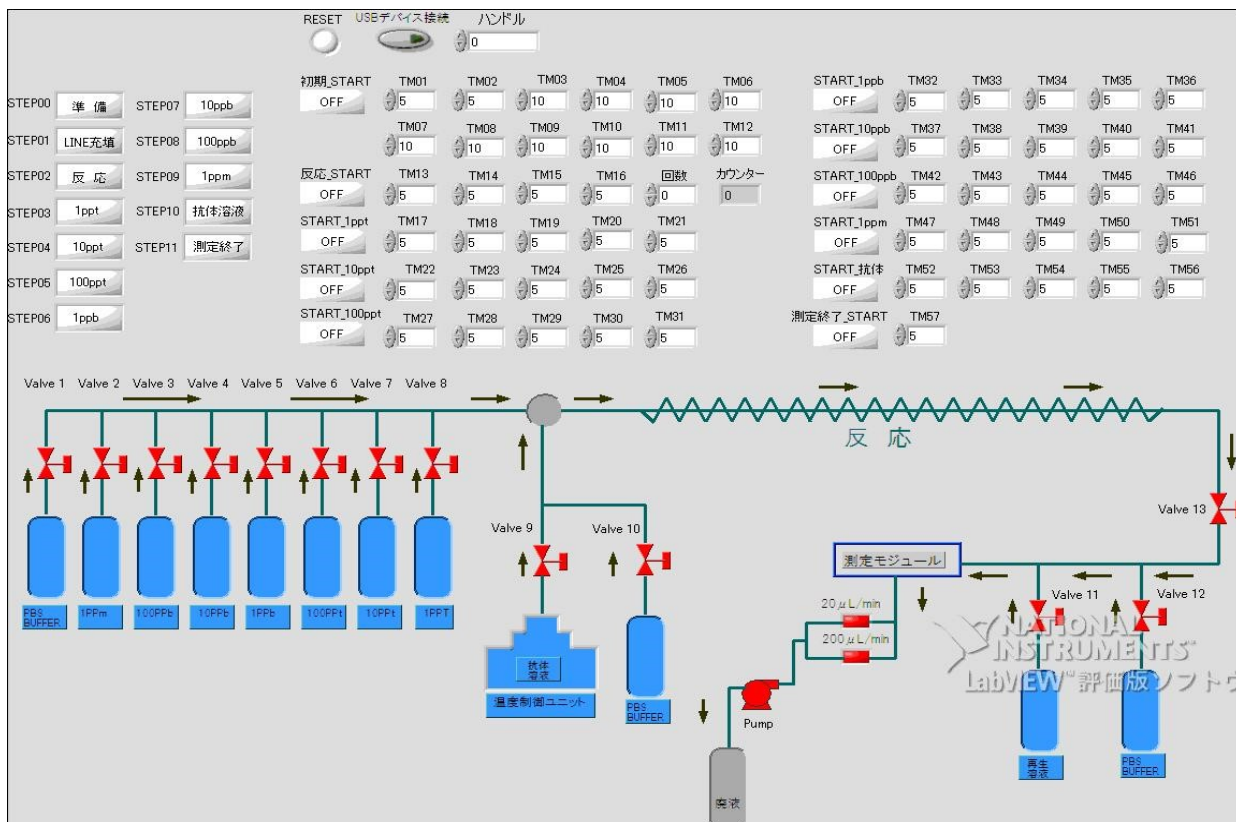 RESET USBデバイス接続 ハンドル
0
初期_START TM01 TM02 TM03 TM04 TM05 TM06
OFF 5 5 10 10 10 10
TM07 TM08 TM09 TM10 TM11 TM12
10 10 10 10 10 10
反応_START TM13 TM14 TM15 TM16 回数 カウンター
OFF 5 5 5 5 0 0
START_1ppt TM17 TM18 TM19 TM20 TM21
OFF 5 5 5 5 5
START_10ppt TM22 TM23 TM24 TM25 TM26
OFF 5 5 5 5 5
START_100ppt TM27 TM28 TM29 TM30 TM31
OFF 5 5 5 5 5
START_1ppb TM32 TM33 TM34 TM35 TM36
OFF 5 5 5 5 5
START_10ppb TM37 TM38 TM39 TM40 TM41
OFF 5 5 5 5 5
START_100ppb TM42 TM43 TM44 TM45 TM46
OFF 5 5 5 5 5
START_1ppm TM47 TM48 TM49 TM50 TM51
OFF 5 5 5 5 5
START_抗体 TM52 TM53 TM54 TM55 TM56
OFF 5 5 5 5 5
測定終了_START TM57
OFF 5
STEP00 準 備 STEP07 10ppb
STEP01 LINE充填 STEP08 100ppb
STEP02 反 応 STEP09 1ppm
STEP03 1ppt STEP10 抗体溶液
STEP04 10ppt STEP11 測定終了
STEP05 100ppt
STEP06 1ppb
Valve 1 Valve 2 Valve 3 Valve 4 Valve 5 Valve 6 Valve 7 Valve 8
反 応
Valve 13
Valve 9 Valve 10
測定モジュール
Valve 11 Valve 12
PBS
BUFFER
1PPm 100PPb 10PPb 1PPb 100PPt 10PPt 1PPT
20μL/min
200μL/min
NATIONAL
INSTRUMENTS
LabVIEW™評価版ソフトウ
抗体
溶液
温度制御ユニット
PBS
BUFFER
Pump
再生
溶液
PBS
BUFFER
廃液